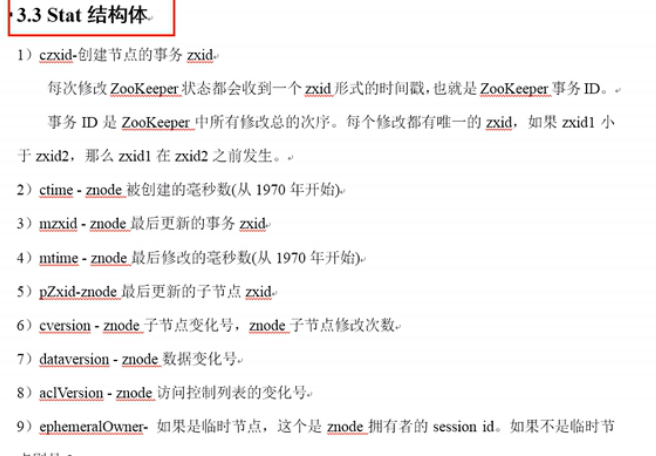 3.3 Stat 结构体
1）czxid-创建节点的事务 zxid
每次修改 ZooKeeper 状态都会收到一个 zxid 形式的时间戳，也就是 ZooKeeper 事务 ID。
事务 ID 是 ZooKeeper 中所有修改总的次序。每个修改都有唯一的 zxid，如果 zxid1 小
于 zxid2，那么 zxid1 在 zxid2 之前发生。
2）ctime - znode 被创建的毫秒数(从 1970 年开始)
3）mzxid - znode 最后更新的事务 zxid
4）mtime - znode 最后修改的毫秒数(从 1970 年开始)
5）pZxid-znode 最后更新的子节点 zxid
6）cversion - znode 子节点变化号，znode 子节点修改次数
7）dataversion - znode 数据变化号
8）aclVersion - znode 访问控制列表的变化号
9）ephemeralOwner- 如果是临时节点，这个是 znode 拥有者的 session id。如果不是临时节